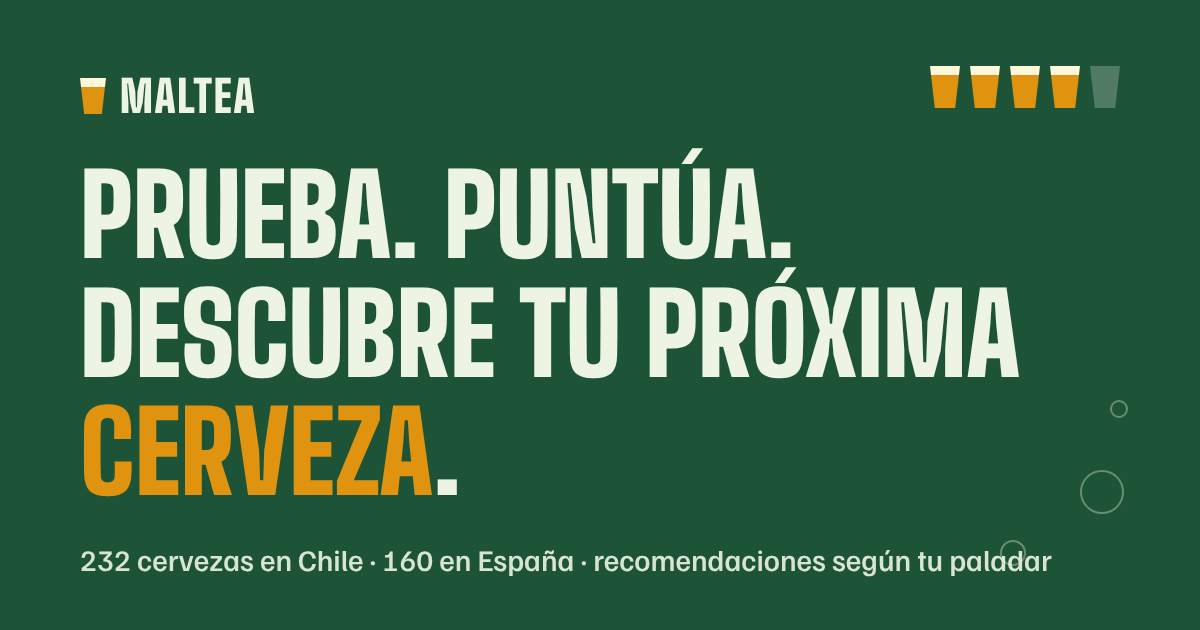 MALTEA
PRUEBA. PUNTÚA.
DESCUBRE TU PRÓXIMA
CERVEZA.
232 cervezas en Chile · 160 en España · recomendaciones según tu paladar